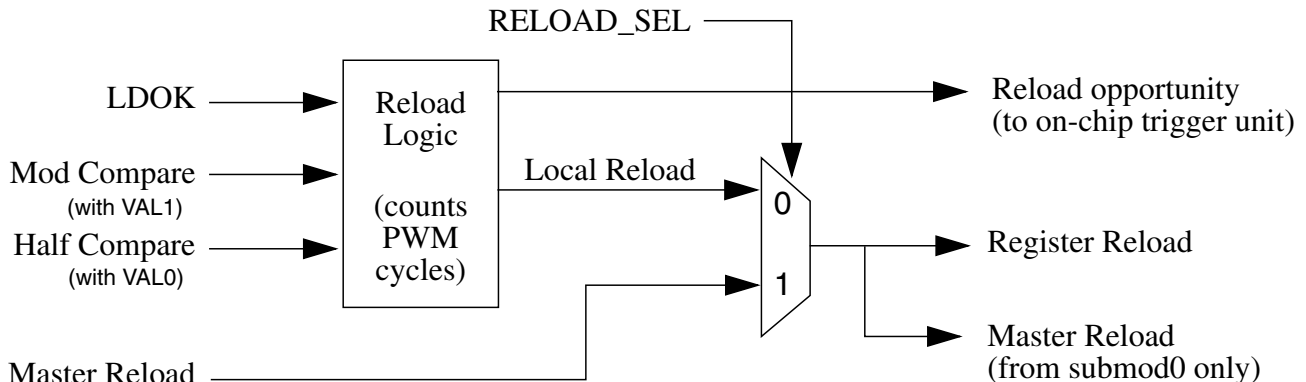 RELOAD_SEL
LDOK
Mod Compare
(with VAL1)
Half Compare
(with VAL0)
Master Reload
Reload
Logic
(counts
PWM
cycles)
Local Reload
0
1
Reload opportunity
(to on-chip trigger unit)
Register Reload
Master Reload
(from submod0 only)